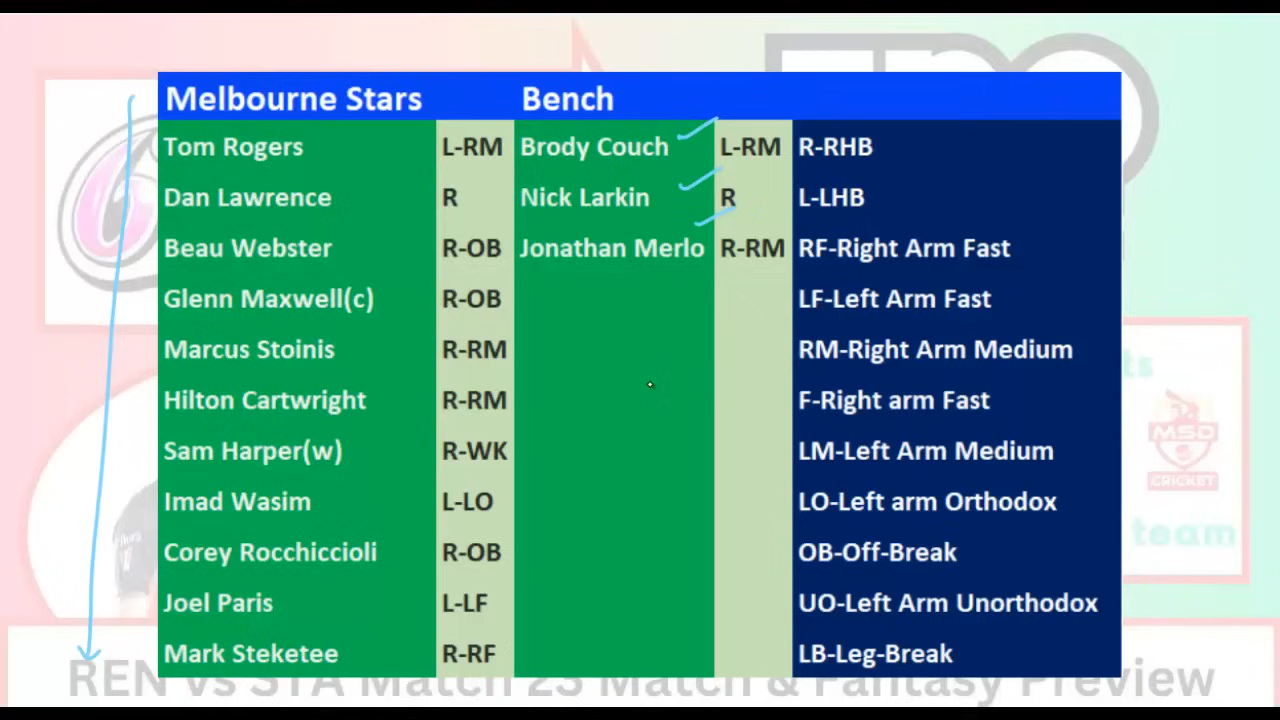 Melbourne Stars Bench
Tom Rogers L-RM Brody Couch L-RM R-RHB
Dan Lawrence R Nick Larkin R L-LHB
Beau Webster R-OB Jonathan Merlo R-RM RF-Right Arm Fast
Glenn Maxwell(c) R-OB LF-Left Arm Fast
Marcus Stoinis R-RM RM-Right Arm Medium
Hilton Cartwright R-RM F-Right arm Fast
Sam Harper(w) R-WK LM-Left Arm Medium
Imad Wasim L-LO LO-Left arm Orthodox
Corey Rocchiccioli R-OB OB-Off-Break
Joel Paris L-LF UO-Left Arm Unorthodox
Mark Steketee R-RF LB-Leg-Break
MSD
CRICKET
team
REN vs STA Match 23 Match & Fantasy Preview